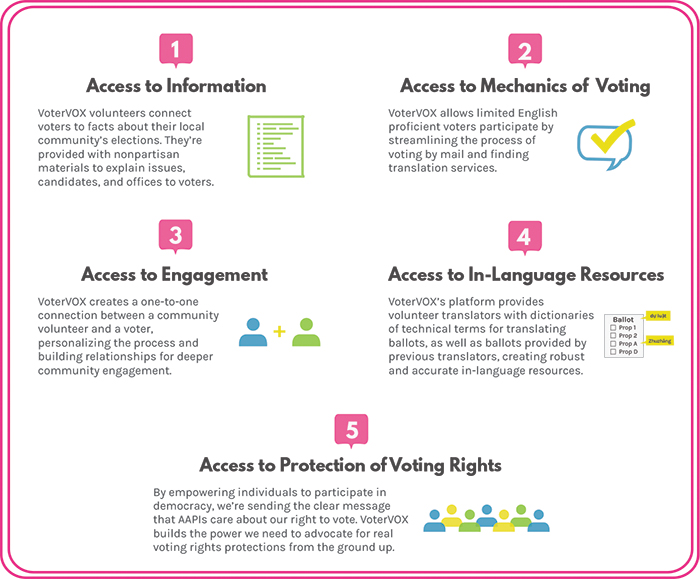 1
Access to Information
VoterVOX volunteers connect
voters to facts about their local
community's elections. They're
provided with nonpartisan
materials to explain issues,
candidates, and offices to voters.
2
Access to Mechanics of Voting
VoterVOX allows limited English
proficient voters participate by
streamlining the process of
voting by mail and finding
translation services.
3
Access to Engagement
VoterVOX creates a one-to-one
connection between a community
volunteer and a voter,
personalizing the process and
building relationships for deeper
community engagement.
4
Access to In-Language Resources
VoterVOX's platform provides
volunteer translators with dictionaries
of technical terms for translating
ballots, as well as ballots provided by
previous translators, creating robust
and accurate in-language resources.
Ballot
Prop 1
Prop 2
Prop A
Prop D
dự luật
5
Access to Protection of Voting Rights
By empowering individuals to participate in
democracy, we're sending the clear message
that AAPIs care about our right to vote. VoterVOX
builds the power we need to advocate for real
voting rights protections from the ground up.